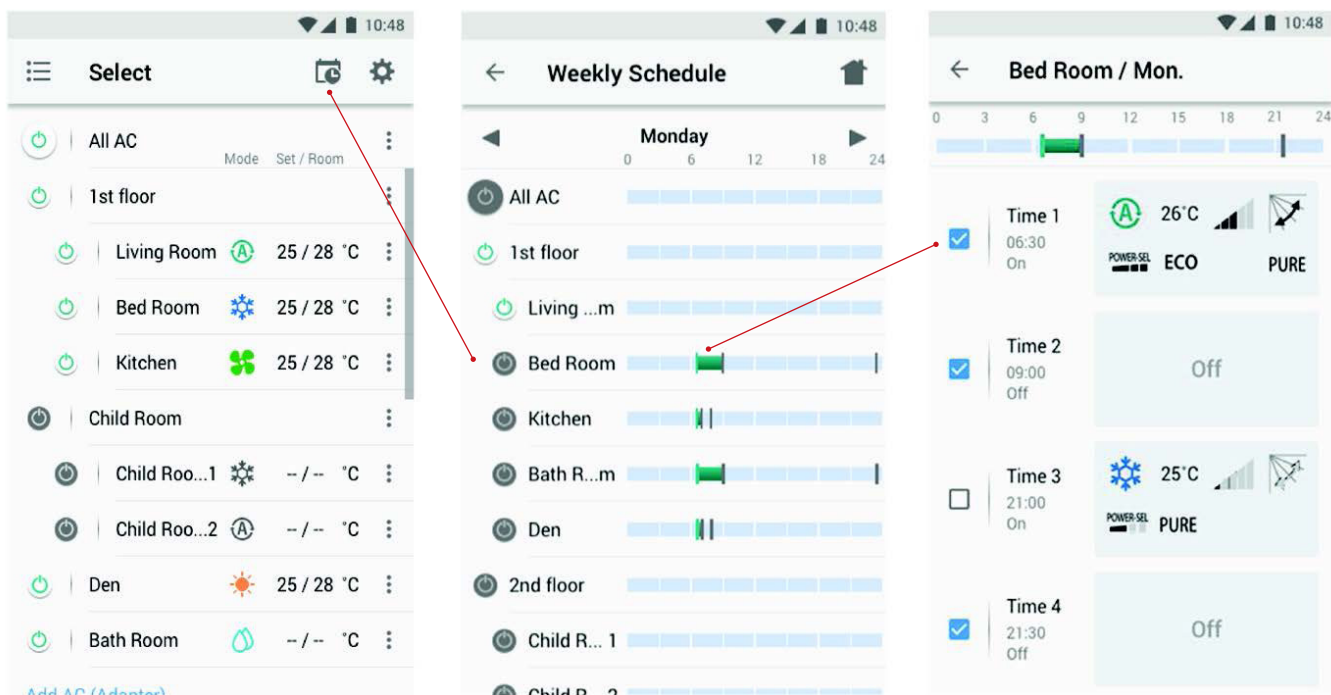 10:48
Select
All AC
Mode Set / Room
1st floor
Living Room A 25 / 28 °C
Bed Room 25 / 28 °C
Kitchen 25 / 28 °C
Child Room
Child Roo...1 -- / -- °C
Child Roo...2 A -- / -- °C
Den 25 / 28 °C
Bath Room -- / -- °C
Add AC (Adapter)
10:48
Weekly Schedule
Monday
0 6 12 18 24
All AC
1st floor
Living ...m
Bed Room
Kitchen
Bath R...m
Den
2nd floor
Child R... 1
Child R... 2
10:48
Bed Room / Mon.
0 3 6 9 12 15 18 21 24
Time 1
06:30
On
A 26°C
POWER-SEL ECO PURE
Time 2
09:00
Off
Off
Time 3
21:00
On
25°C
POWER-SEL PURE
Time 4
21:30
Off
Off